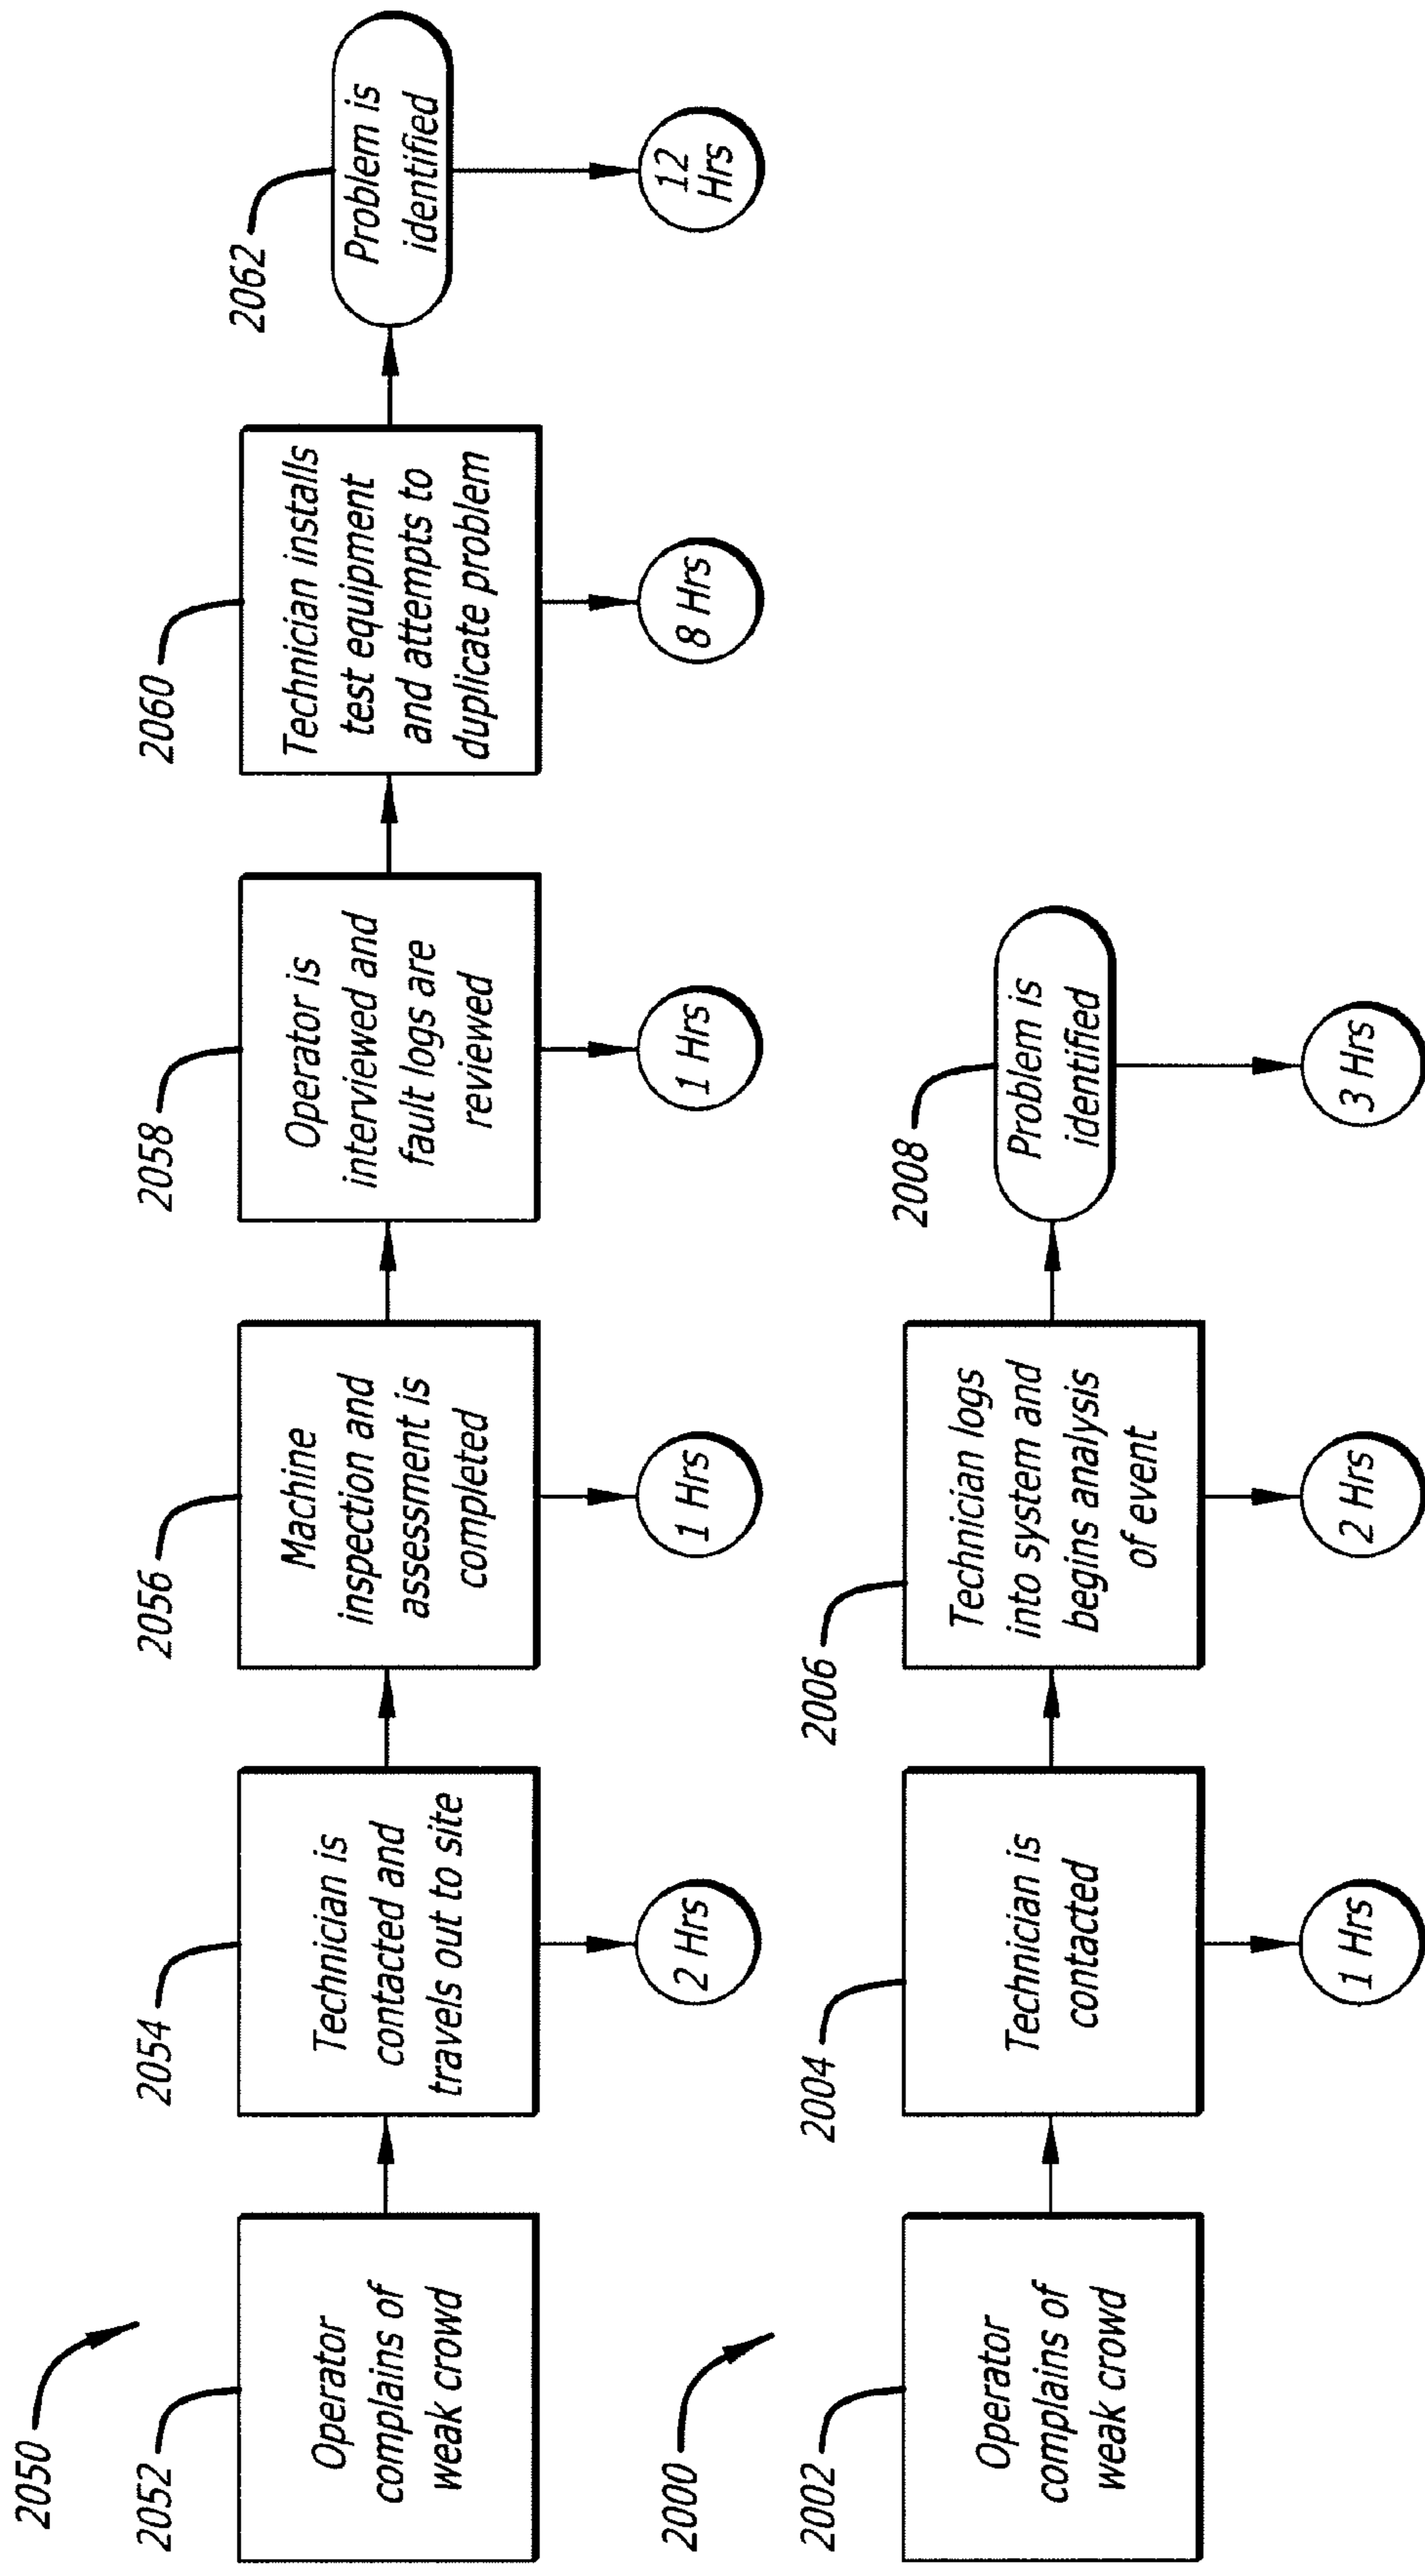 2050
2052
Operator
complains of
weak crowd
2054
Technician is
contacted and
travels out to site
2 Hrs
2056
Machine
inspection and
assessment is
completed
1 Hrs
2058
Operator is
interviewed and
fault logs are
reviewed
1 Hrs
2060
Technician installs
test equipment
and attempts to
duplicate problem
8 Hrs
2062
Problem is
identified
12
Hrs
2000
2002
Operator
complains of
weak crowd
2004
Technician is
contacted
1 Hrs
2006
Technician logs
into system and
begins analysis
of event
2 Hrs
2008
Problem is
identified
3 Hrs